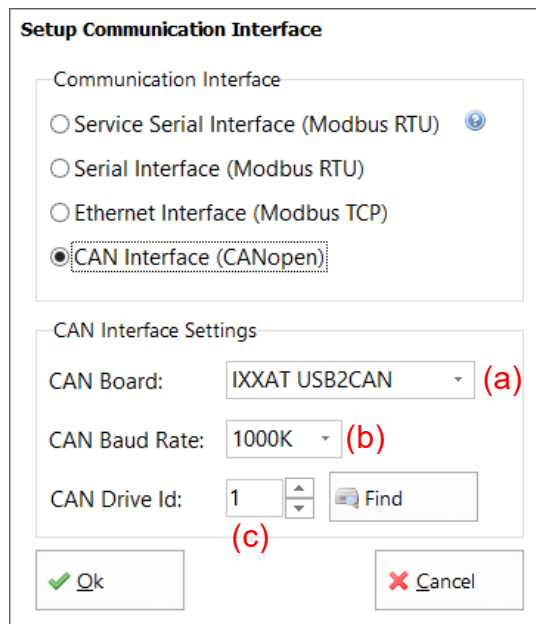 Setup Communication Interface
Communication Interface
Service Serial Interface (Modbus RTU)
Serial Interface (Modbus RTU)
Ethernet Interface (Modbus TCP)
CAN Interface (CANopen)
CAN Interface Settings
CAN Board: IXXAT USB2CAN (a)
CAN Baud Rate: 1000K (b)
CAN Drive Id: 1 Find
(c)
Ok Cancel